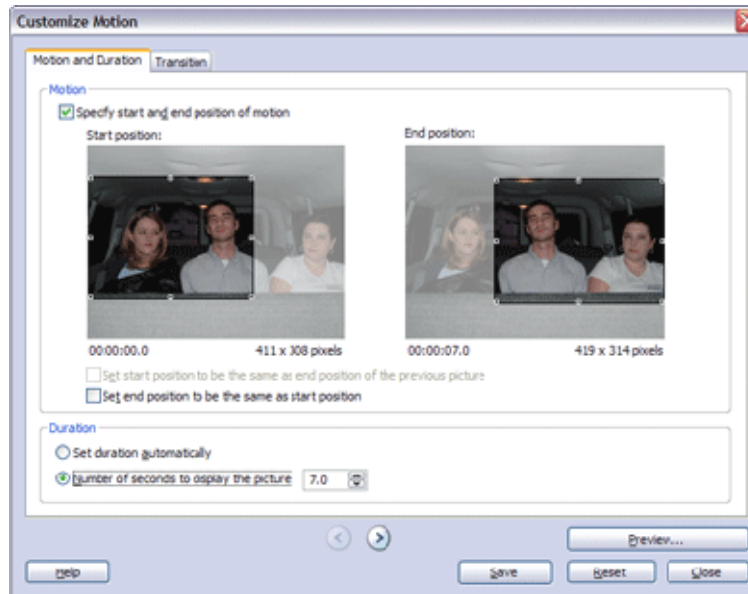 Customize Motion
Motion and Duration Transition
Motion
Specify start and end position of motion
Start position: End position:
00:00:00.0 411 x 308 pixels 00:00:07.0 419 x 314 pixels
Set start position to be the same as end position of the previous picture
Set end position to be the same as start position
Duration
Set duration automatically
Number of seconds to display the picture 7.0
< >
Preview...
Help Save Reset Close